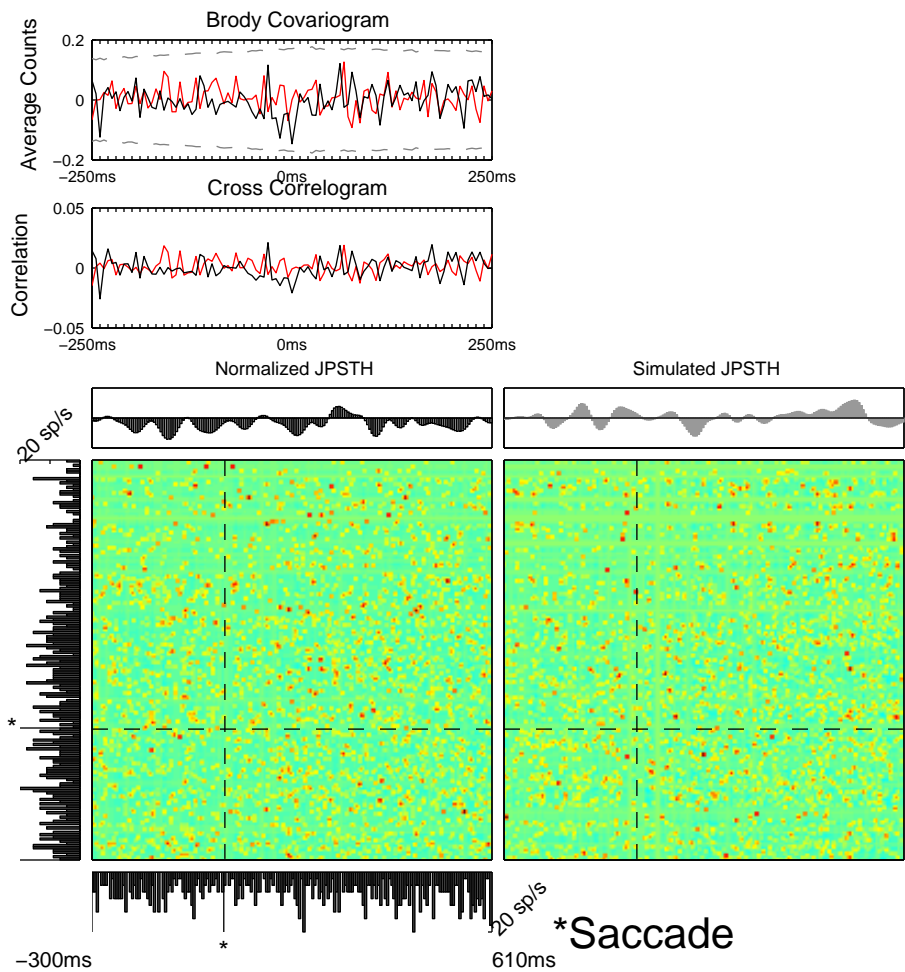 Brody Covariogram
Average Counts
0.2
0
−0.2
−250ms
0ms
250ms
Cross Correlogram
Correlation
0.05
0
−0.05
−250ms
0ms
250ms
Normalized JPSTH
Simulated JPSTH
20 sp/s
*
20 sp/s
*
*Saccade
−300ms
610ms